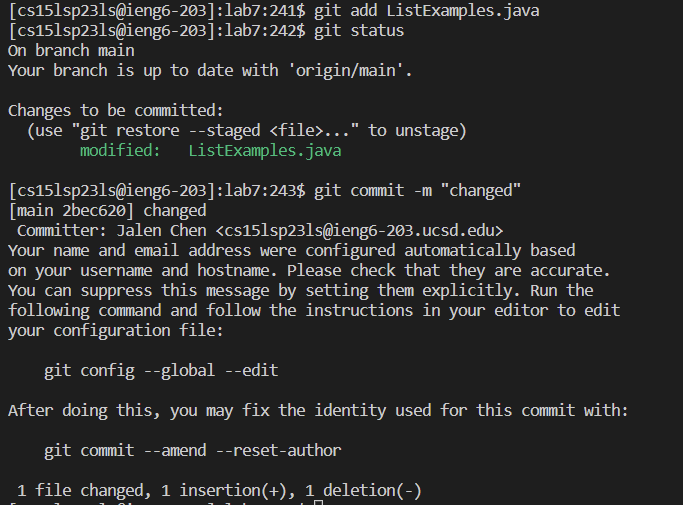 [cs15lsp23ls@ieng6-203]:lab7:241$ git add ListExamples.java
[cs15lsp23ls@ieng6-203]:lab7:242$ git status
On branch main
Your branch is up to date with 'origin/main'.
Changes to be committed:
  (use "git restore --staged <file>..." to unstage)
        modified:   ListExamples.java
[cs15lsp23ls@ieng6-203]:lab7:243$ git commit -m "changed"
[main 2bec620] changed
 Committer: Jalen Chen <cs15lsp23ls@ieng6-203.ucsd.edu>
Your name and email address were configured automatically based
on your username and hostname. Please check that they are accurate.
You can suppress this message by setting them explicitly. Run the
following command and follow the instructions in your editor to edit
your configuration file:
    git config --global --edit
After doing this, you may fix the identity used for this commit with:
    git commit --amend --reset-author
 1 file changed, 1 insertion(+), 1 deletion(-)